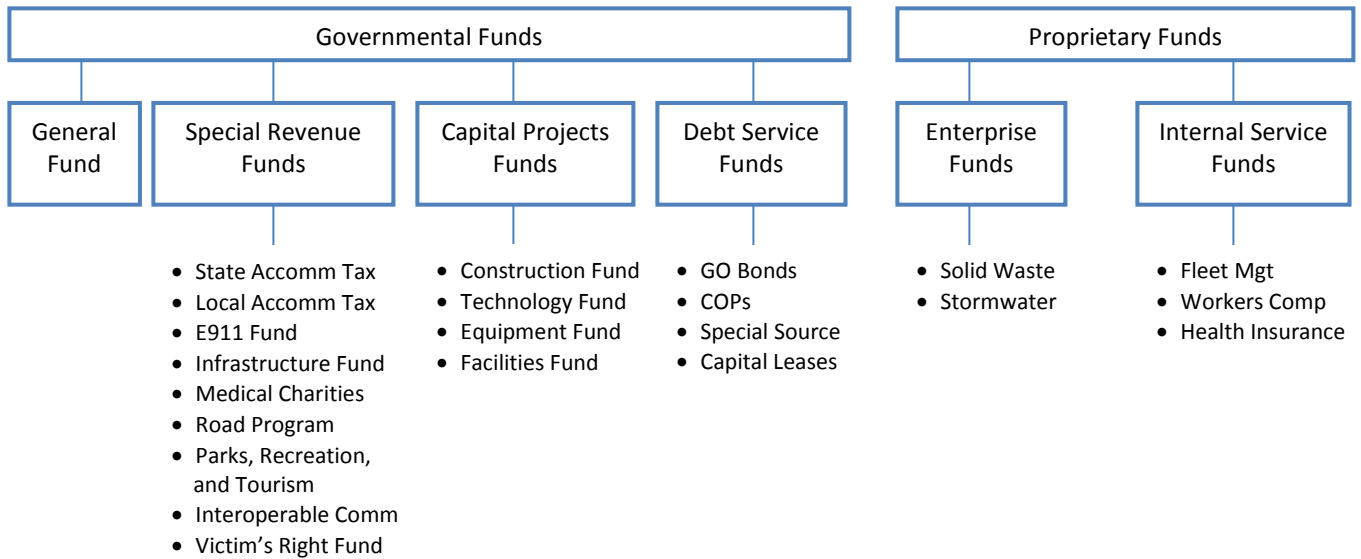 Governmental Funds
Proprietary Funds
General
Fund
Special Revenue
Funds
Capital Projects
Funds
Debt Service
Funds
Enterprise
Funds
Internal Service
Funds
• State Accomm Tax
• Local Accomm Tax
• E911 Fund
• Infrastructure Fund
• Medical Charities
• Road Program
• Parks, Recreation,
and Tourism
• Interoperable Comm
• Victim's Right Fund
• Construction Fund
• Technology Fund
• Equipment Fund
• Facilities Fund
• GO Bonds
• COPs
• Special Source
• Capital Leases
• Solid Waste
• Stormwater
• Fleet Mgt
• Workers Comp
• Health Insurance